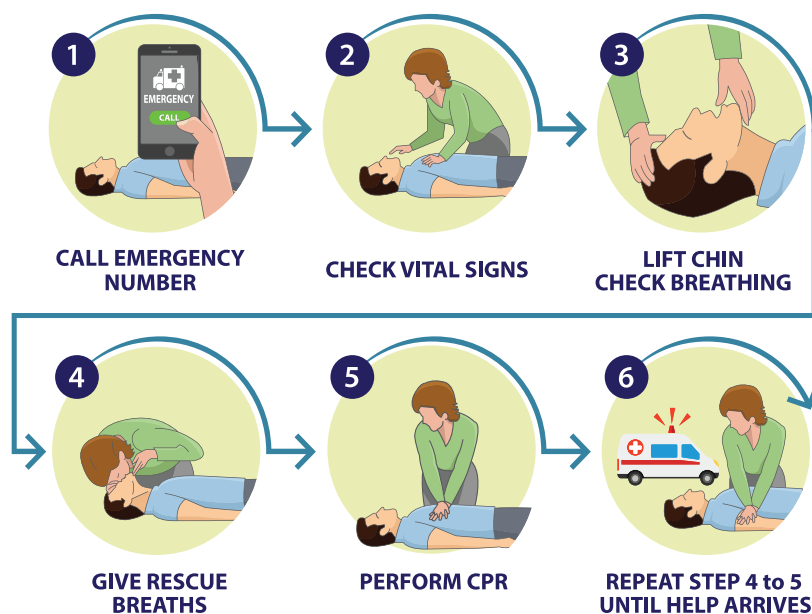 1
EMERGENCY
CALL
CALL EMERGENCY
NUMBER
2
CHECK VITAL SIGNS
3
LIFT CHIN
CHECK BREATHING
4
GIVE RESCUE
BREATHS
5
PERFORM CPR
6
REPEAT STEP 4 to 5
UNTIL HELP ARRIVES